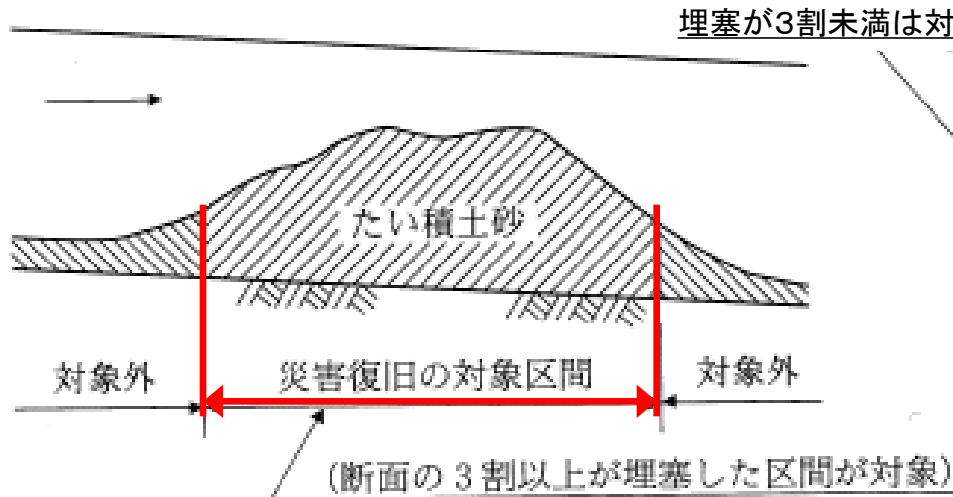 埋塞が3割未満は対
たい積土砂
対象外
災害復旧の対象区間
対象外
(断面の3割以上が埋塞した区間が対象)